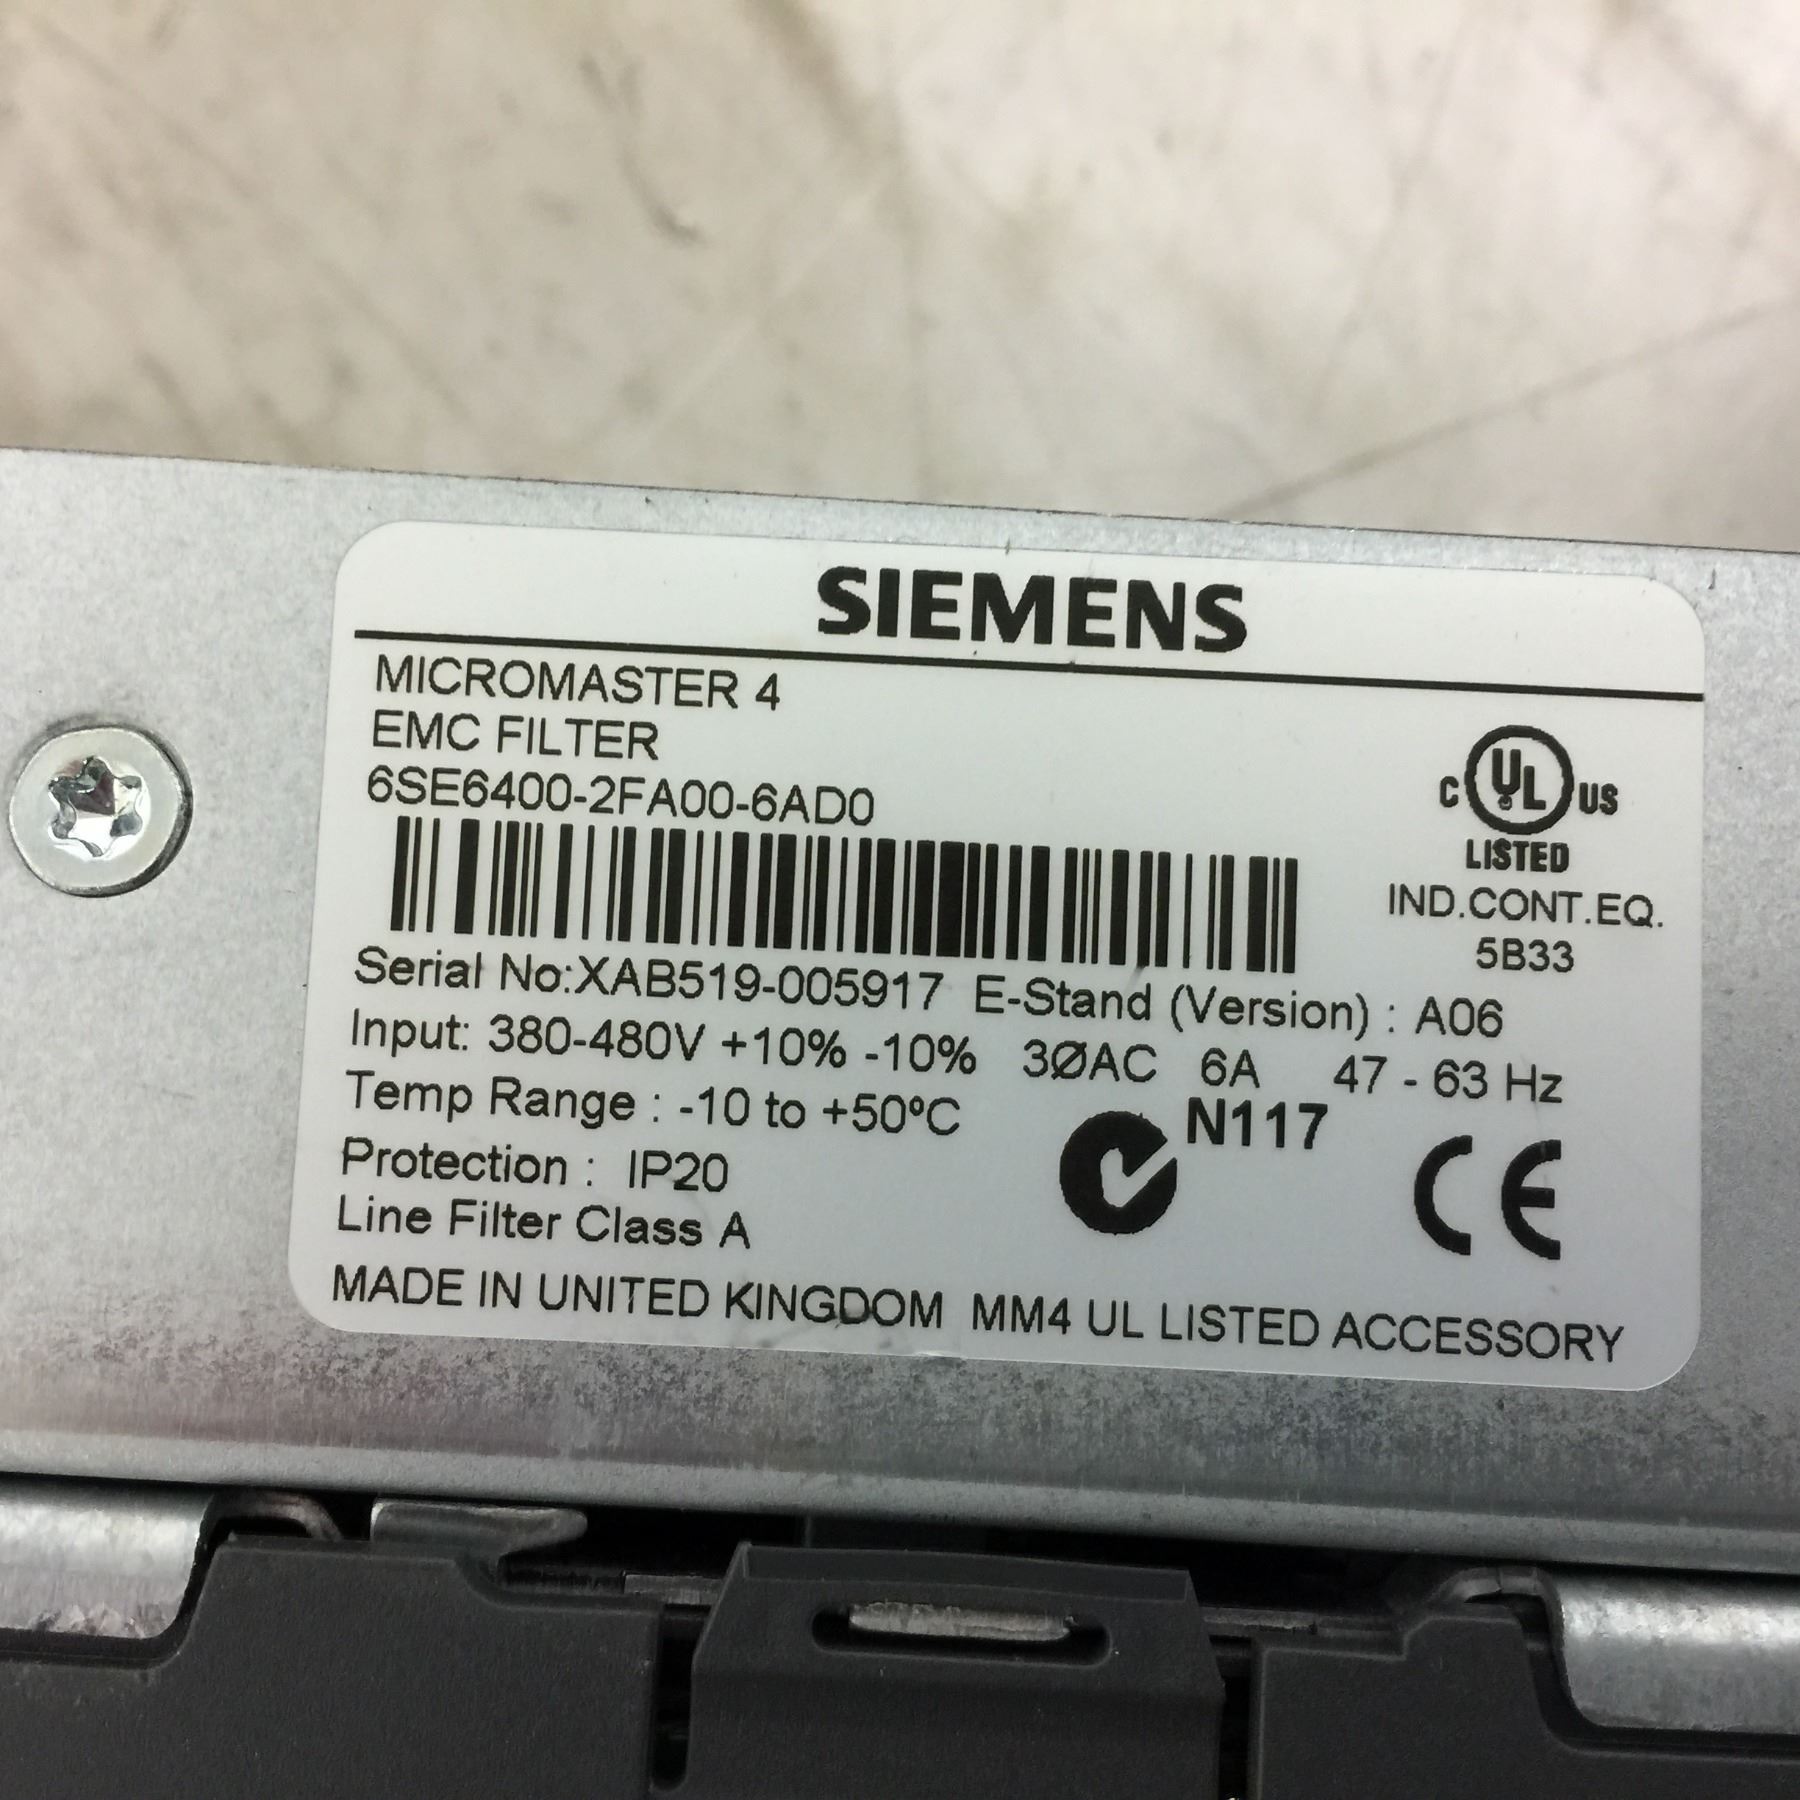 SIEMENS
MICROMASTER 4
EMC FILTER
6SE6400-2FA00-6AD0
C UL US
LISTED
IND.CONT.EQ.
5B33
Serial No:XAB519-005917 E-Stand (Version) : A06
Input: 380-480V +10% -10% 3ØAC 6A 47 - 63 Hz
Temp Range : -10 to +50ºC
N117
CE
Protection : IP20
Line Filter Class A
MADE IN UNITED KINGDOM MM4 UL LISTED ACCESSORY